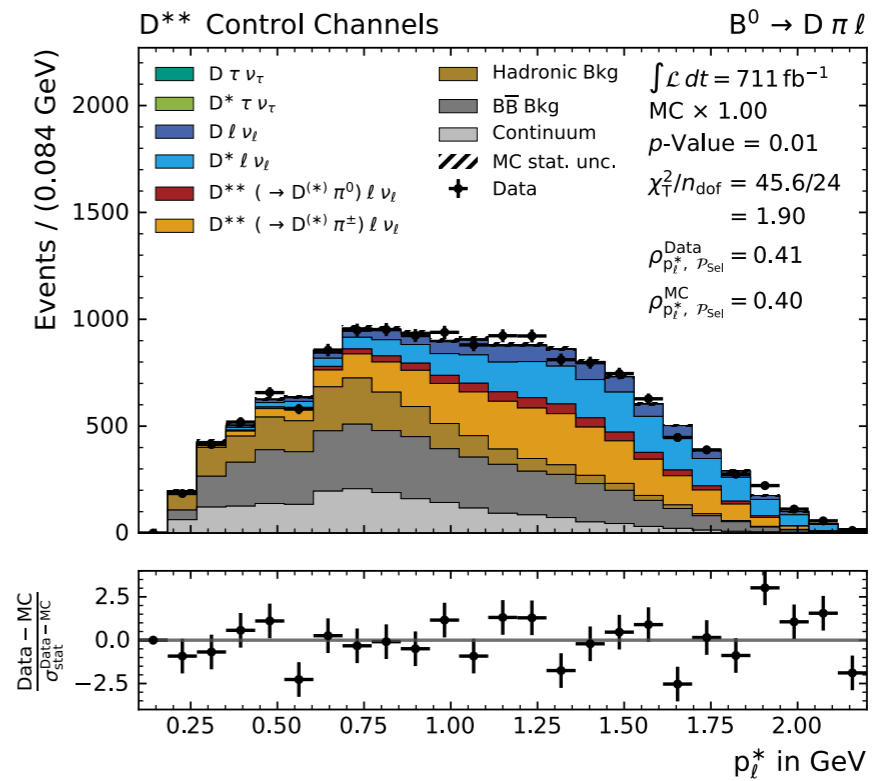 D** Control Channels
B⁰ → D π ℓ
D τ ν_τ
D* τ ν_τ
D ℓ ν_ℓ
D* ℓ ν_ℓ
D** (→ D⁽*⁾ π⁰) ℓ ν_ℓ
D** (→ D⁽*⁾ π±) ℓ ν_ℓ
Hadronic Bkg
BB̅ Bkg
Continuum
MC stat. unc.
Data
∫ℒ dt = 711 fb⁻¹
MC × 1.00
p-Value = 0.01
χ²_T/n_dof = 45.6/24
= 1.90
ρ^Data_{p*_ℓ, 𝒫_Sel} = 0.41
ρ^MC_{p*_ℓ, 𝒫_Sel} = 0.40
Events / (0.084 GeV)
2000
1500
1000
500
0
Data − MC
σ^{Data−MC}_stat
2.5
0.0
−2.5
0.25 0.50 0.75 1.00 1.25 1.50 1.75 2.00
p*_ℓ in GeV